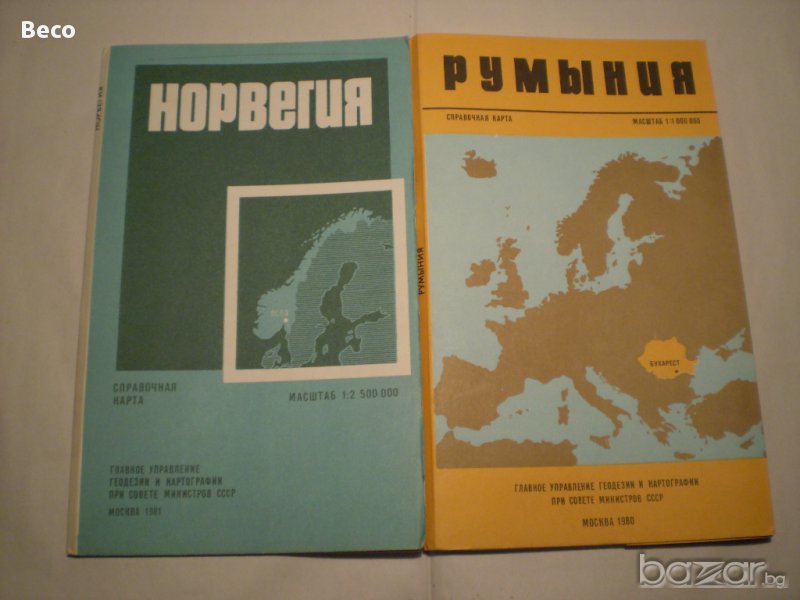 Beco
НОРВЕГИЯ
НОРВЕГИЯ
ОСЛО
СПРАВОЧНАЯ
КАРТА
МАСШТАБ 1:2 500 000
ГЛАВНОЕ УПРАВЛЕНИЕ
ГЕОДЕЗИИ И КАРТОГРАФИИ
ПРИ СОВЕТЕ МИНИСТРОВ СССР
МОСКВА 1981
РУМЫНИЯ
СПРАВОЧНАЯ КАРТА
МАСШТАБ 1:1 000 000
РУМЫНИЯ
БУХАРЕСТ
ГЛАВНОЕ УПРАВЛЕНИЕ ГЕОДЕЗИИ И КАРТОГРАФИИ
ПРИ СОВЕТЕ МИНИСТРОВ СССР
МОСКВА 1980
bazar.bg